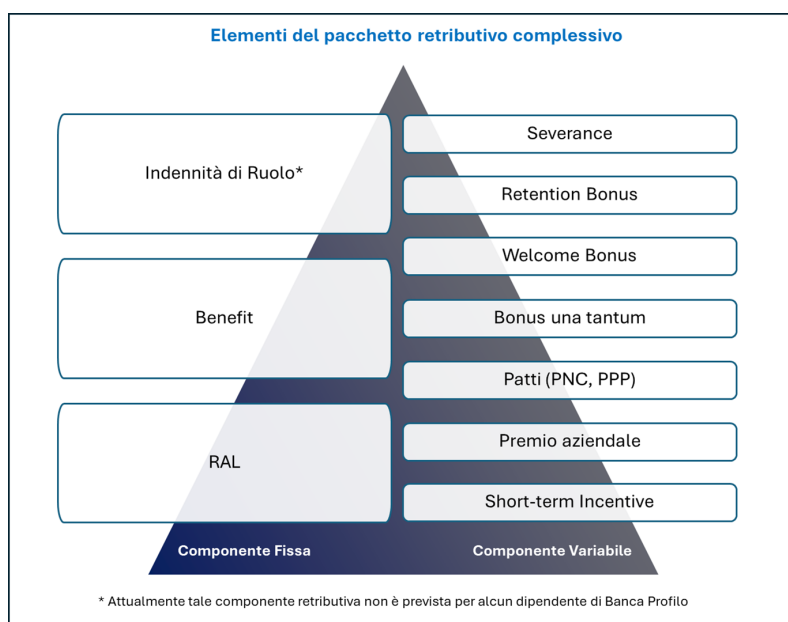 Elementi del pacchetto retributivo complessivo
Indennità di Ruolo*
Benefit
RAL
Componente Fissa
Severance
Retention Bonus
Welcome Bonus
Bonus una tantum
Patti (PNC, PPP)
Premio aziendale
Short-term Incentive
Componente Variabile
* Attualmente tale componente retributiva non è prevista per alcun dipendente di Banca Profilo